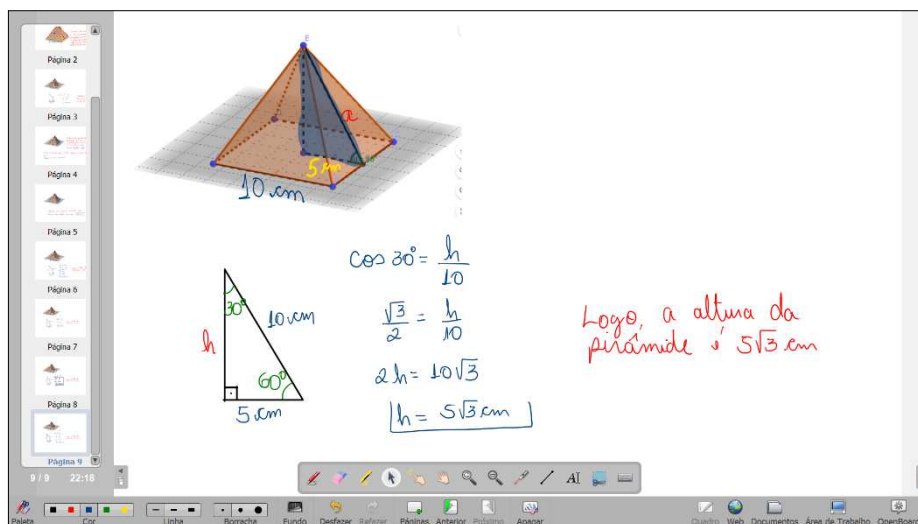 Página 2
Página 3
Página 4
Página 5
Página 6
Página 7
Página 8
Página 9
9 / 9 22:18
E
a
5 cm
10 cm
30°
10 cm
h
60°
5 cm
cos 30° = h/10
√3/2 = h/10
2h = 10√3
h = 5√3 cm
Logo, a altura da
pirâmide é 5√3 cm
AI
Paleta Cor Linha Borracha Fundo Desfazer Refazer Páginas Anterior Próximo Apagar Quadro Web Documentos Área de Trabalho OpenBoard